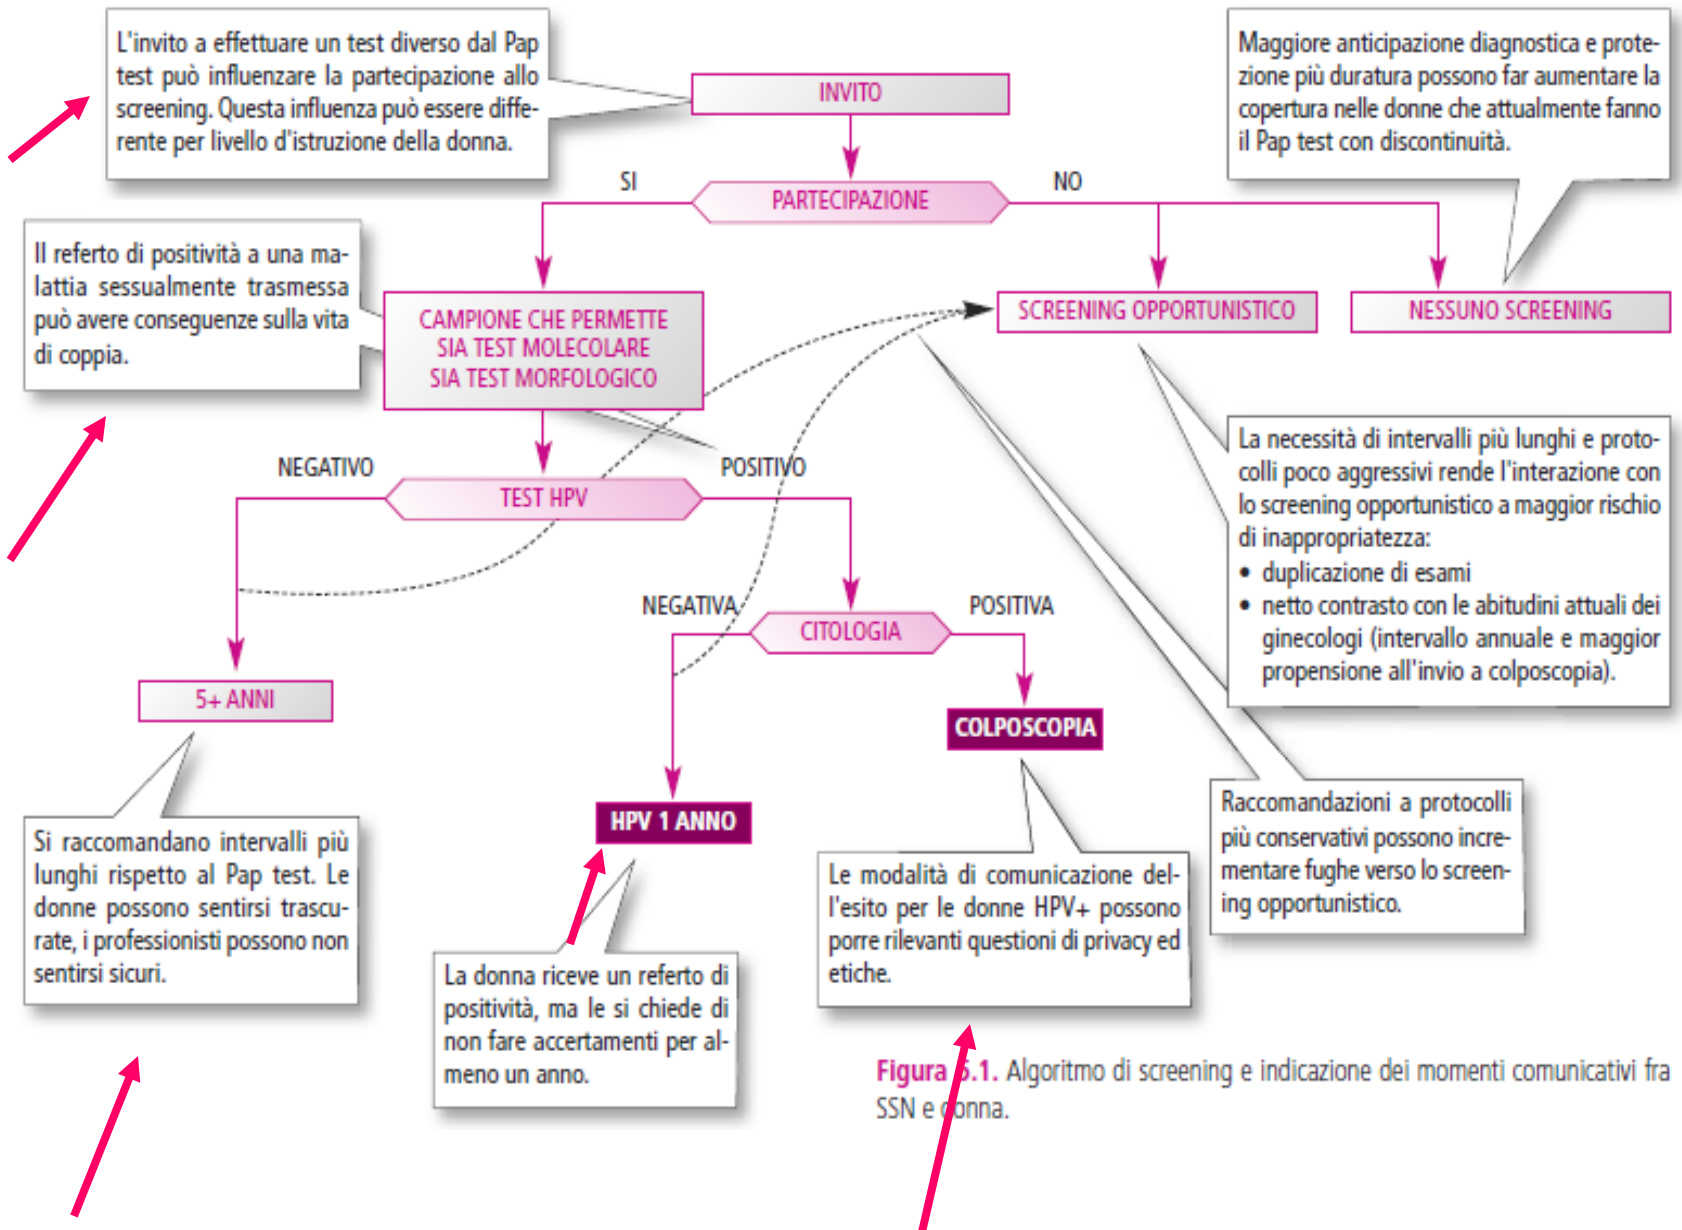 L'invito a effettuare un test diverso dal Pap
test può influenzare la partecipazione allo
screening. Questa influenza può essere diffe-
rente per livello d'istruzione della donna.
INVITO
Maggiore anticipazione diagnostica e prote-
zione più duratura possono far aumentare la
copertura nelle donne che attualmente fanno
il Pap test con discontinuità.
SI
PARTECIPAZIONE
NO
Il referto di positività a una ma-
lattia sessualmente trasmessa
può avere conseguenze sulla vita
di coppia.
CAMPIONE CHE PERMETTE
SIA TEST MOLECOLARE
SIA TEST MORFOLOGICO
SCREENING OPPORTUNISTICO
NESSUNO SCREENING
La necessità di intervalli più lunghi e proto-
colli poco aggressivi rende l'interazione con
lo screening opportunistico a maggior rischio
di inappropriatezza:
• duplicazione di esami
• netto contrasto con le abitudini attuali dei
ginecologi (intervallo annuale e maggior
propensione all'invio a colposcopia).
NEGATIVO
TEST HPV
POSITIVO
NEGATIVA
CITOLOGIA
POSITIVA
5+ ANNI
COLPOSCOPIA
HPV 1 ANNO
Si raccomandano intervalli più
lunghi rispetto al Pap test. Le
donne possono sentirsi trascu-
rate, i professionisti possono non
sentirsi sicuri.
La donna riceve un referto di
positività, ma le si chiede di
non fare accertamenti per al-
meno un anno.
Le modalità di comunicazione del-
l'esito per le donne HPV+ possono
porre rilevanti questioni di privacy ed
etiche.
Raccomandazioni a protocolli
più conservativi possono incre-
mentare fughe verso lo screen-
ing opportunistico.
Figura 5.1. Algoritmo di screening e indicazione dei momenti comunicativi fra
SSN e donna.